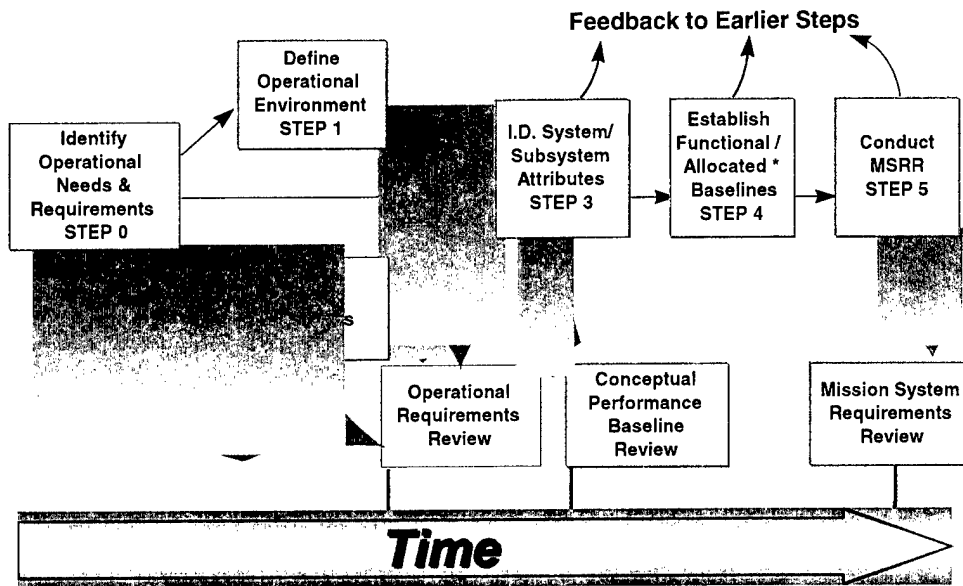 Feedback to Earlier Steps
Define
Operational
Environment
STEP 1
Identify
Operational
Needs &
Requirements
STEP 0
I.D. System/
Subsystem
Attributes
STEP 3
Establish
Functional /
Allocated *
Baselines
STEP 4
Conduct
MSRR
STEP 5
Operational
Requirements
Review
Conceptual
Performance
Baseline
Review
Mission System
Requirements
Review
Time